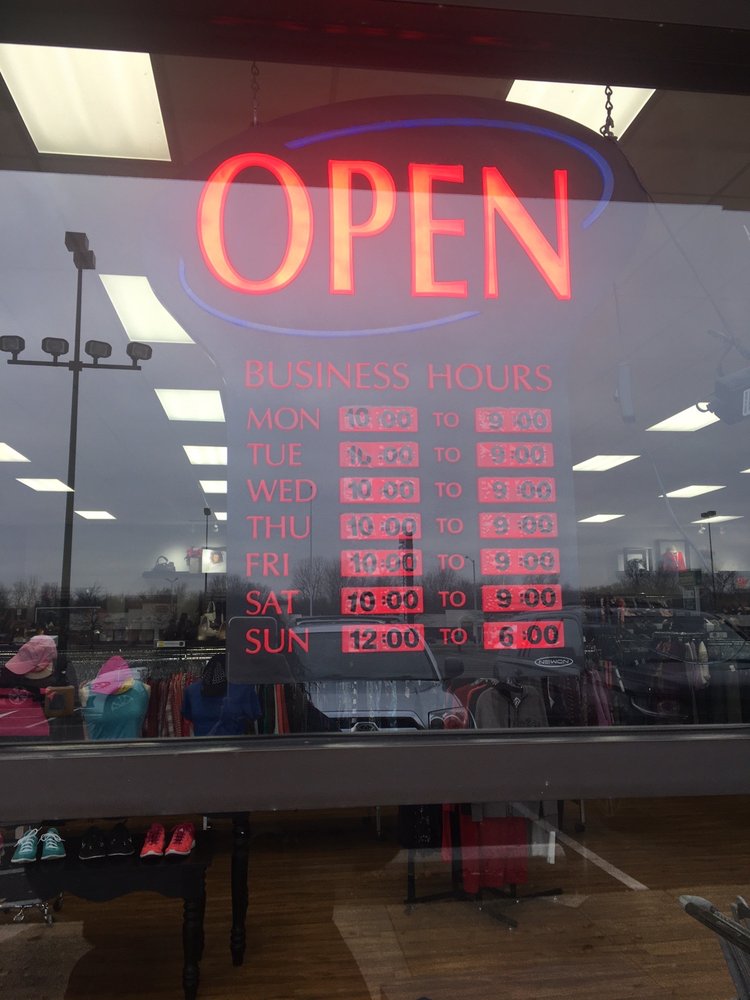 OPEN
BUSINESS HOURS
MON 10:00 TO 9:00
TUE 10:00 TO 9:00
WED 10:00 TO 9:00
THU 10:00 TO 9:00
FRI 10:00 TO 9:00
SAT 10:00 TO 9:00
SUN 12:00 TO 6:00
NEWON